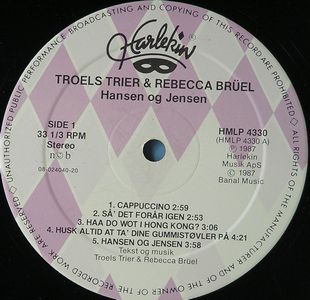 UNAUTHORIZED PUBLIC PERFORMANCE BROADCASTING AND COPYING OF THIS RECORD PROHIBITED
Harlekin
TROELS TRIER & REBECCA BRÜEL
Hansen og Jensen
SIDE 1
33 1/3 RPM
Stereo
n©b
08-024040-20
HMLP 4330
(HMLP 4330 A)
℗ 1987
Harlekin
Musik ApS
© 1987
Banal Music
1. CAPPUCCINO 2:59
2. SÅ' DET FORÅR IGEN 2:53
3. HAA DO WOT I HONG KONG? 3:06
4. HUSK ALTID AT TA' DINE GUMMISTØVLER PÅ 4:21
5. HANSEN OG JENSEN 3:58
Tekst og musik
Troels Trier & Rebecca Brüel
ALL RIGHTS OF THE MANUFACTURER AND OF THE OWNER OF THE RECORDED WORK ARE RESERVED